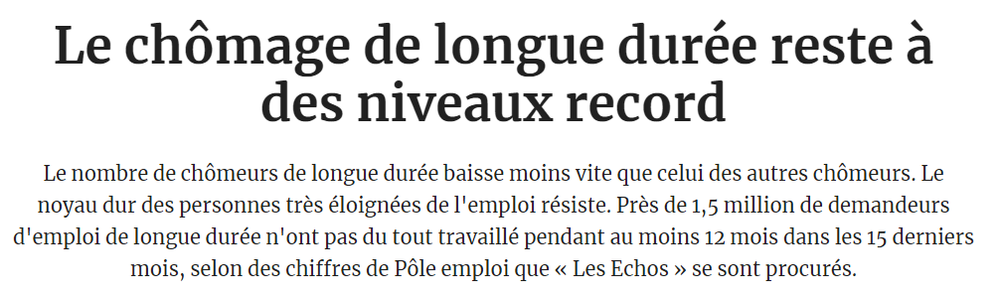 Le chômage de longue durée reste à
des niveaux record
Le nombre de chômeurs de longue durée baisse moins vite que celui des autres chômeurs. Le
noyau dur des personnes très éloignées de l'emploi résiste. Près de 1,5 million de demandeurs
d'emploi de longue durée n'ont pas du tout travaillé pendant au moins 12 mois dans les 15 derniers
mois, selon des chiffres de Pôle emploi que « Les Echos » se sont procurés.